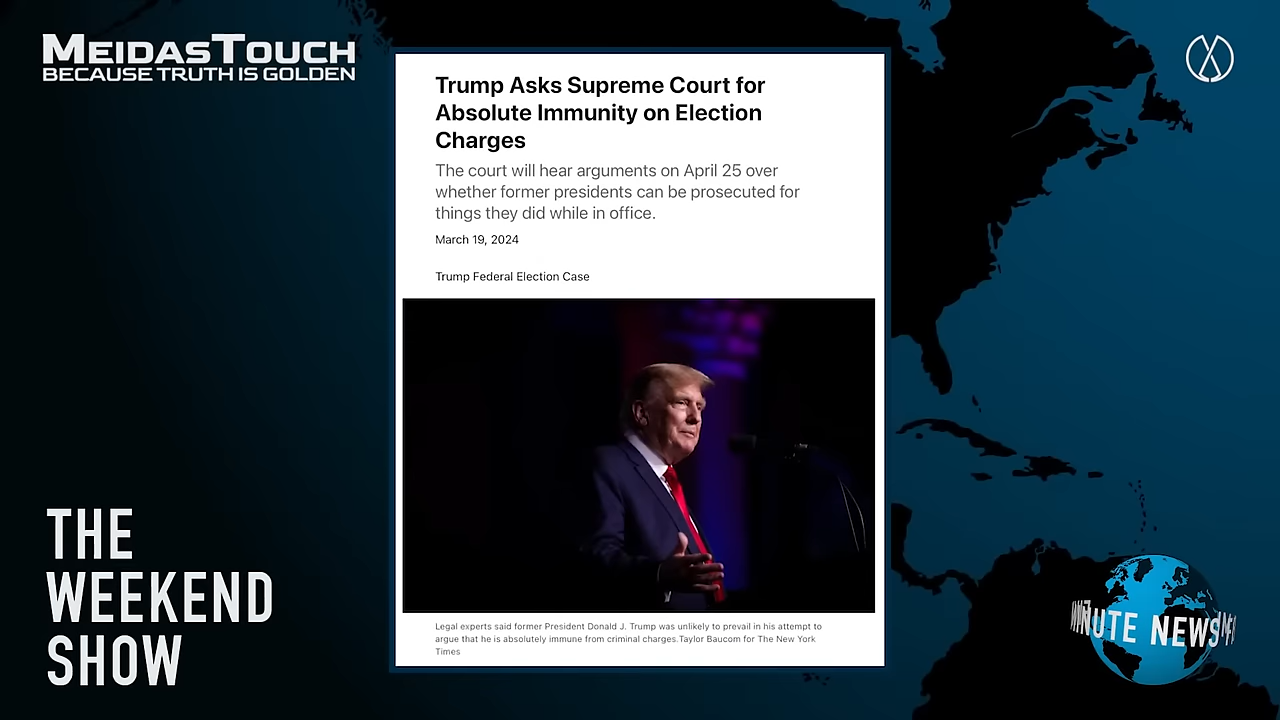 MEIDASTOUCH
BECAUSE TRUTH IS GOLDEN
Trump Asks Supreme Court for
Absolute Immunity on Election
Charges
The court will hear arguments on April 25 over
whether former presidents can be prosecuted for
things they did while in office.
March 19, 2024
Trump Federal Election Case
Legal experts said former President Donald J. Trump was unlikely to prevail in his attempt to
argue that he is absolutely immune from criminal charges.Taylor Baucom for The New York
Times
THE
WEEKEND
SHOW
NUTE NEWS